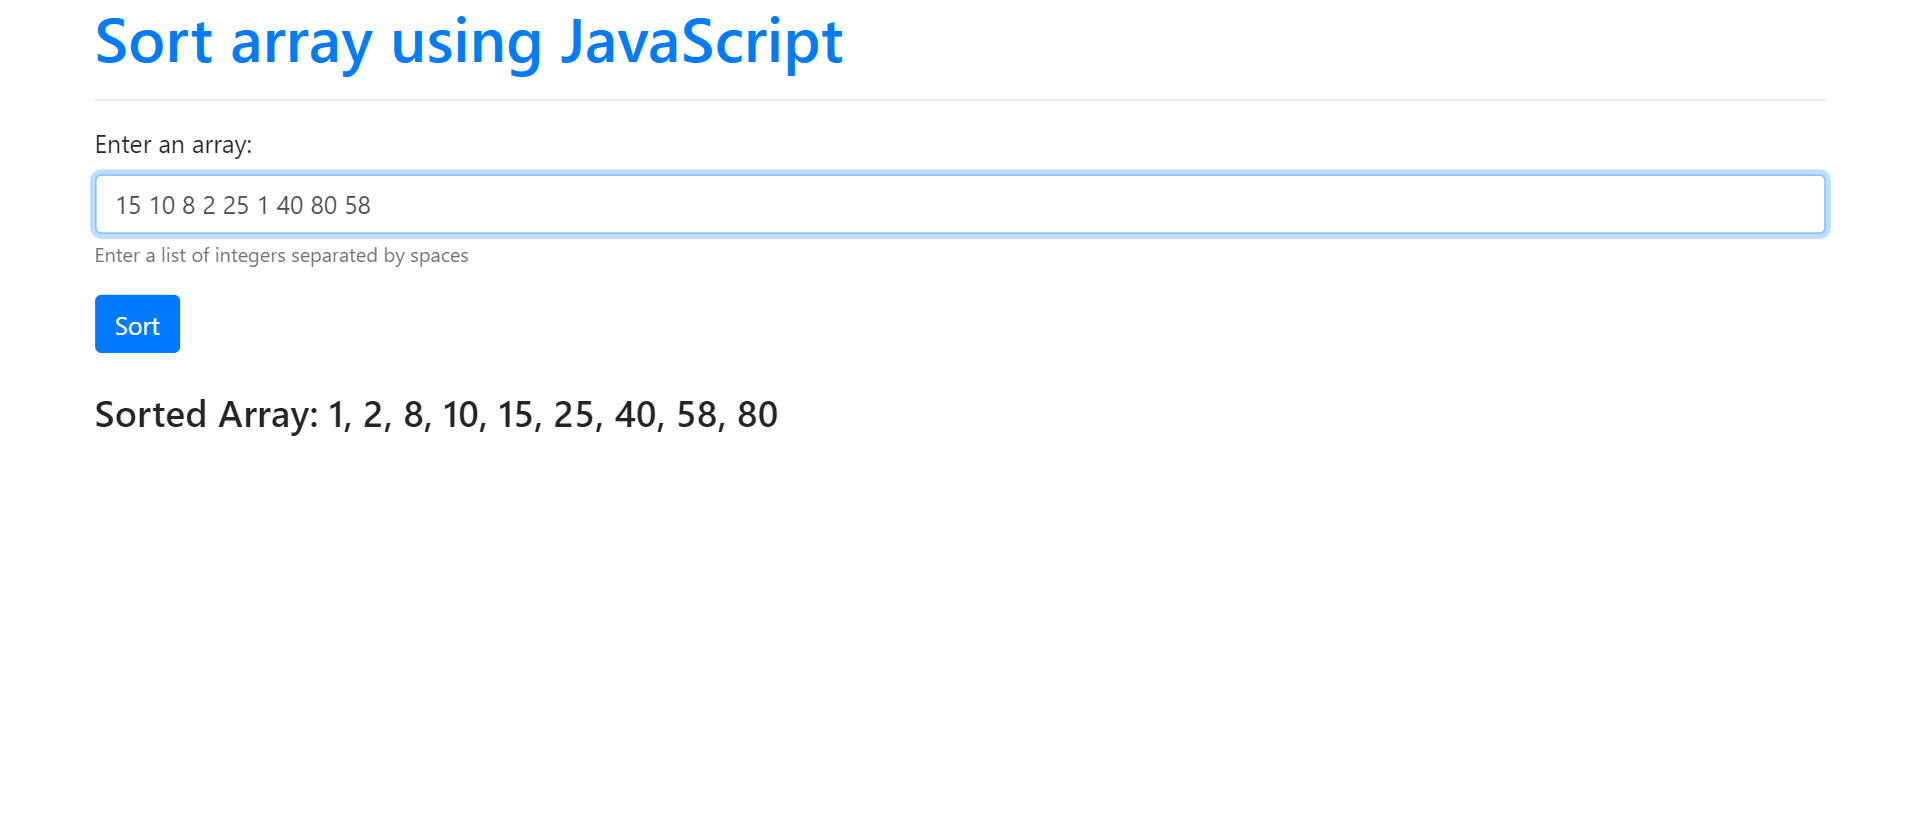 Sort array using JavaScript
Enter an array:
15 10 8 2 25 1 40 80 58
Enter a list of integers separated by spaces
Sort
Sorted Array: 1, 2, 8, 10, 15, 25, 40, 58, 80